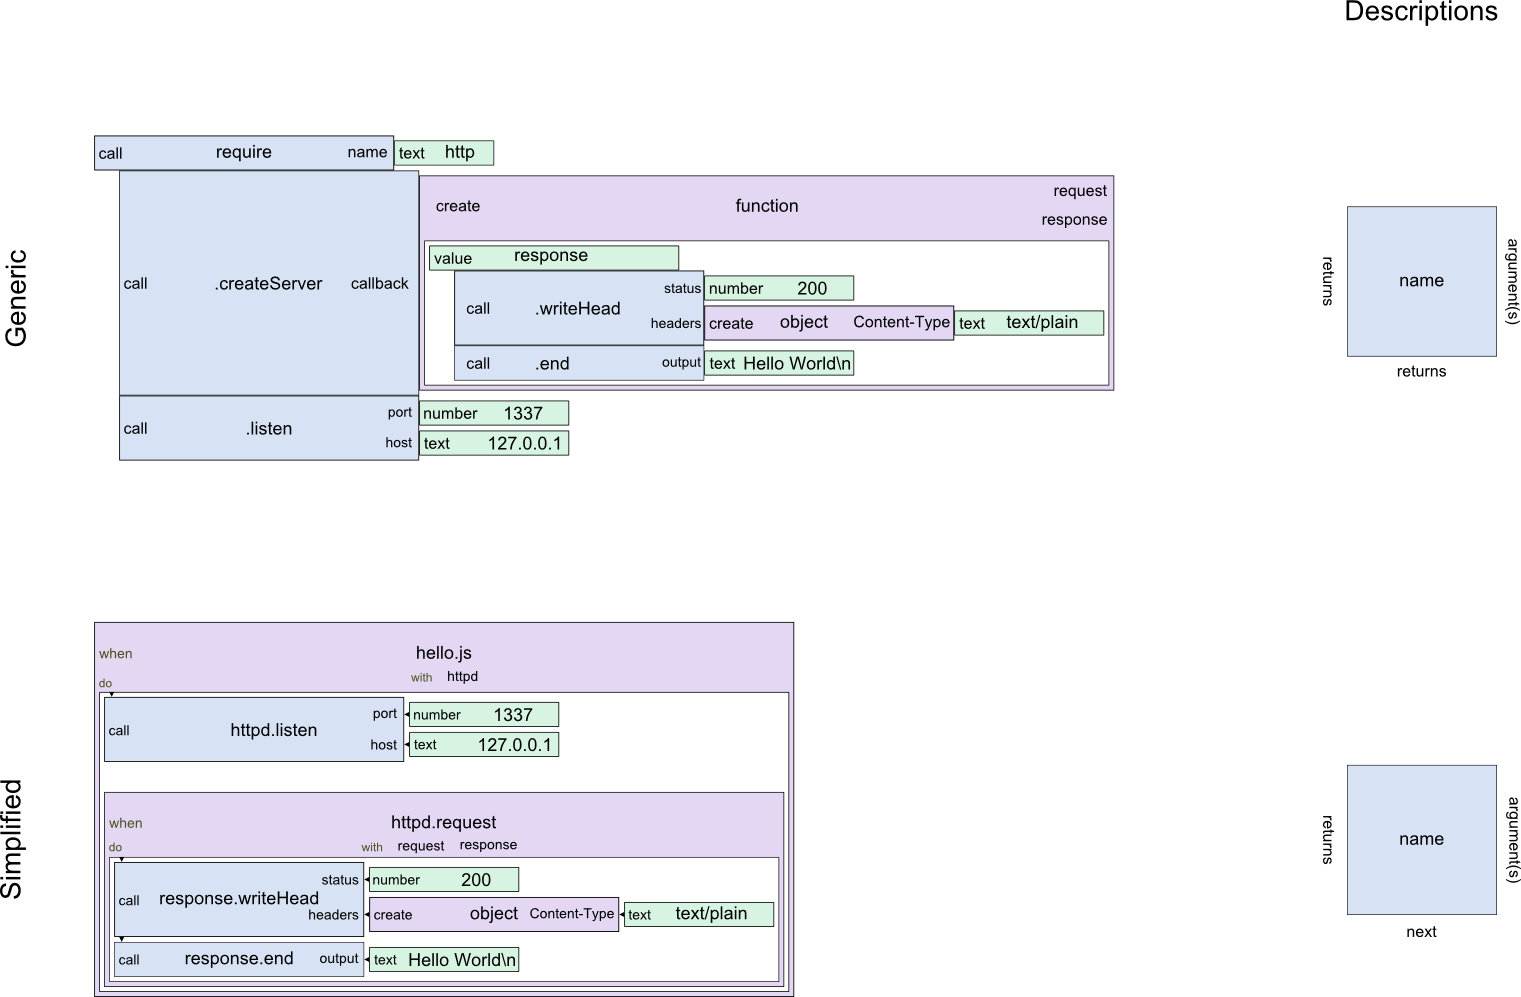 Descriptions
Generic
call require name text http
call .createServer callback
create function request
response
value response
call .writeHead status number 200
headers create object Content-Type text text/plain
call .end output text Hello World\n
call .listen port number 1337
host text 127.0.0.1
returns name argument(s)
returns
Simplified
when hello.js
with httpd
do
call httpd.listen port number 1337
host text 127.0.0.1
when httpd.request
do with request response
call response.writeHead status number 200
headers create object Content-Type text text/plain
call response.end output text Hello World\n
returns name argument(s)
next